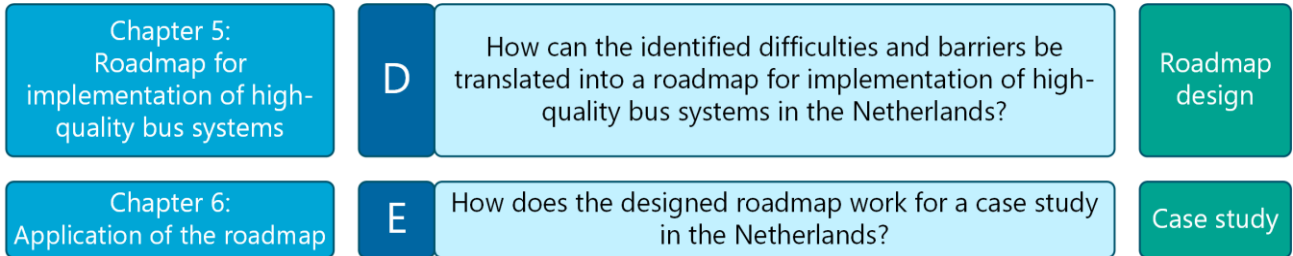 Chapter 5:
Roadmap for
implementation of high-
quality bus systems
D
How can the identified difficulties and barriers be
translated into a roadmap for implementation of high-
quality bus systems in the Netherlands?
Roadmap
design
Chapter 6:
Application of the roadmap
E
How does the designed roadmap work for a case study
in the Netherlands?
Case study